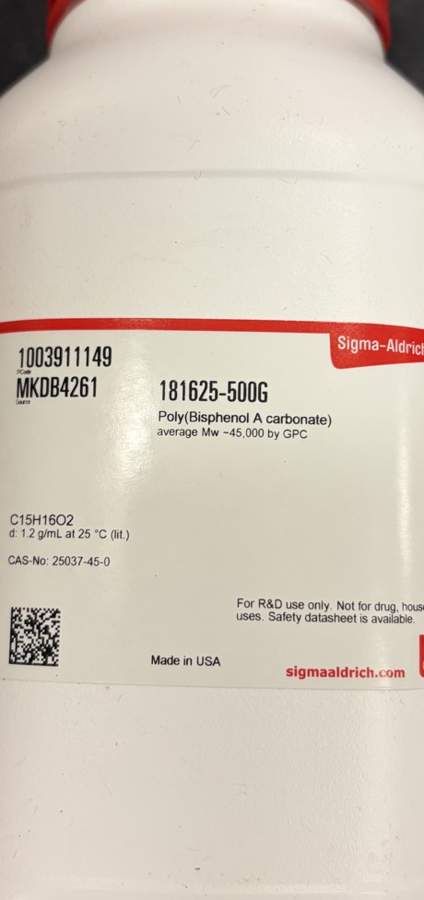 Sigma-Aldrich
1003911149
PCode
MKDB4261
Source
181625-500G
Poly(Bisphenol A carbonate)
average Mw ~45,000 by GPC
C15H16O2
d: 1.2 g/mL at 25 °C (lit.)
CAS-No: 25037-45-0
For R&D use only. Not for drug,
uses. Safety datasheet is available.
Made in USA
sigmaaldrich.com